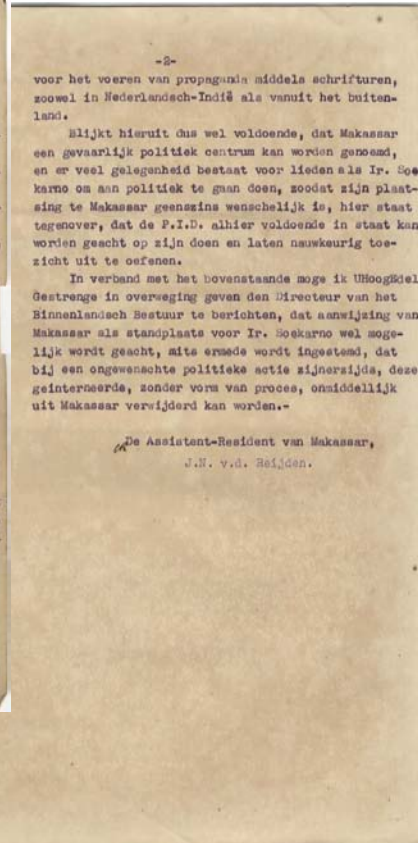 -2-
voor het voeren van propaganda middels schrifturen,
zoowel in Nederlandsch-Indië als vanuit het buiten-
land.
Blijkt hieruit dus wel voldoende, dat Makassar
een gevaarlijk politiek centrum kan worden genoemd,
en er veel gelegenheid bestaat voor lieden als Ir. Soe
karno om aan politiek te gaan doen, zoodat zijn plaat-
sing te Makassar geenszins wenschelijk is, hier staat
tegenover, dat de P.I.D. alhier voldoende in staat kan
worden geacht op zijn doen en laten nauwkeurig toe-
zicht uit te oefenen.
In verband met het bovenstaande moge ik UHoogEdel
Gestrenge in overweging geven den Directeur van het
Binnenlandsch Bestuur te berichten, dat aanwijzing van
Makassar als standplaats voor Ir. Soekarno wel moge-
lijk wordt geacht, mits ermede wordt ingestemd, dat
bij een ongewenschte politieke actie zijnerzijds, deze
geinterneerde, zonder vorm van proces, onmiddellijk
uit Makassar verwijderd kan worden.-
De Assistent-Resident van Makassar,
J.N. v.d. Reijden.